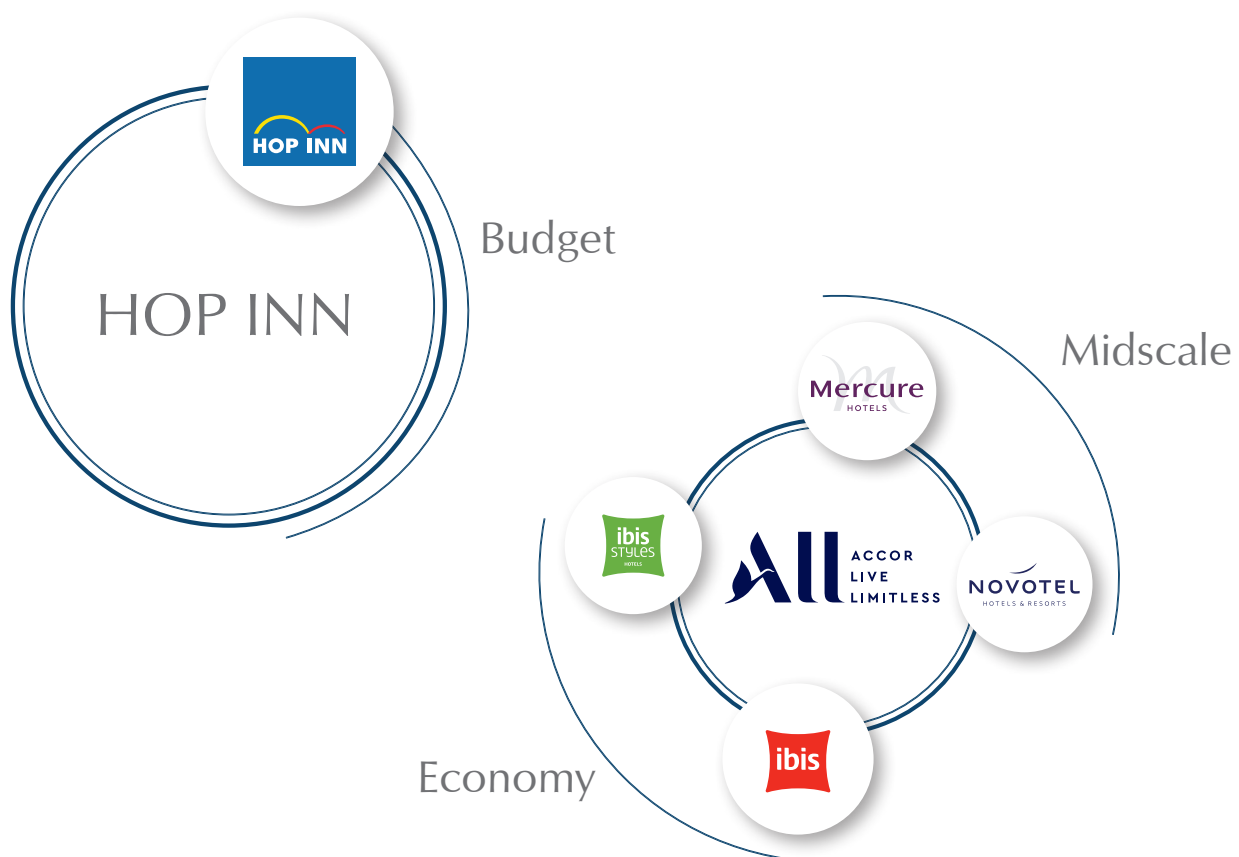 HOP INN
Budget
HOP INN
Midscale
Mercure
HOTELS
ibis
STYLES
HOTELS
All
ACCOR
LIVE
LIMITLESS
NOVOTEL
HOTELS & RESORTS
ibis
Economy